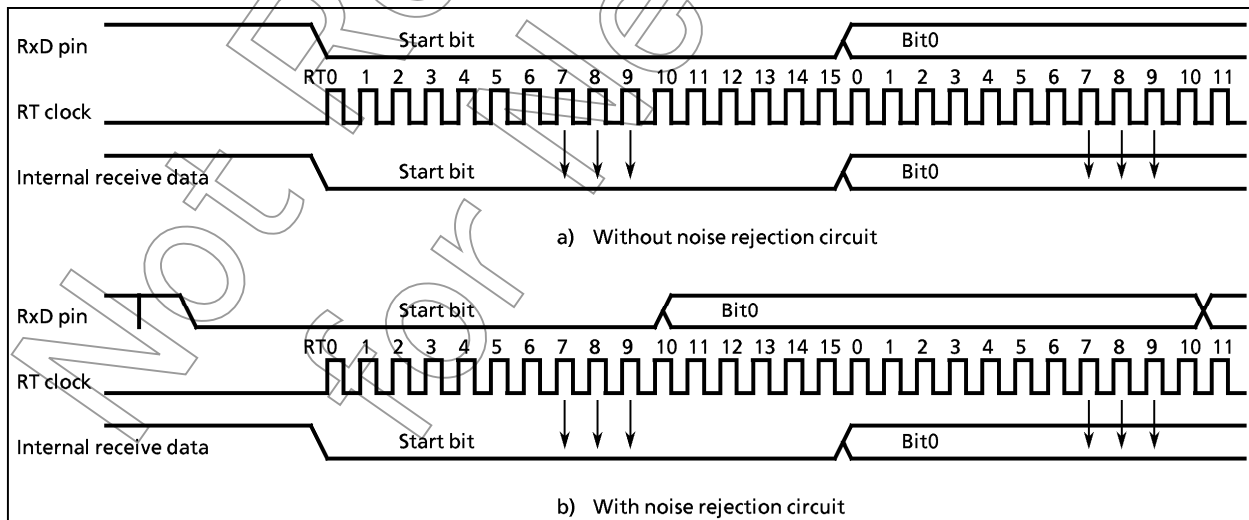 RxD pin Start bit Bit0
RT0 1 2 3 4 5 6 7 8 9 10 11 12 13 14 15 0 1 2 3 4 5 6 7 8 9 10 11
RT clock
Internal receive data Start bit Bit0
a) Without noise rejection circuit
RxD pin Start bit Bit0
RT0 1 2 3 4 5 6 7 8 9 10 11 12 13 14 15 0 1 2 3 4 5 6 7 8 9 10 11
RT clock
Internal receive data Start bit Bit0
b) With noise rejection circuit
Not
for